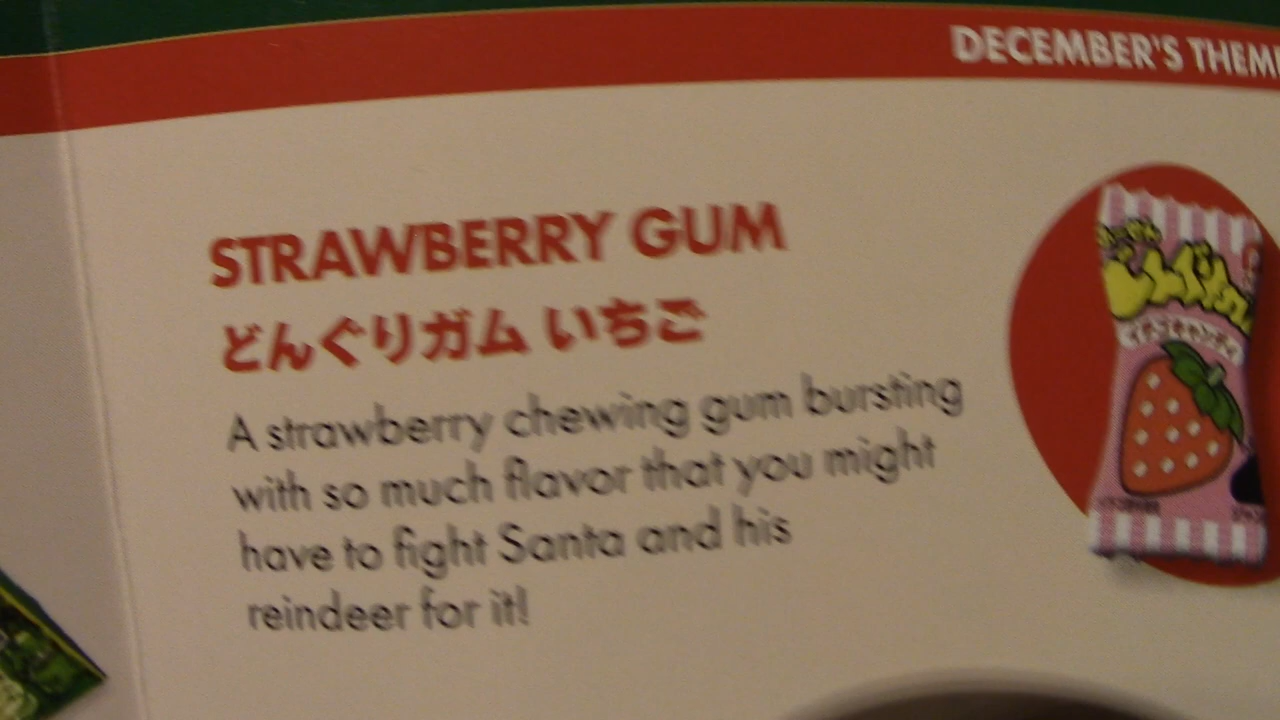 DECEMBER'S THEM
STRAWBERRY GUM
どんぐりガム いちご
A strawberry chewing gum bursting
with so much flavor that you might
have to fight Santa and his
reindeer for it!